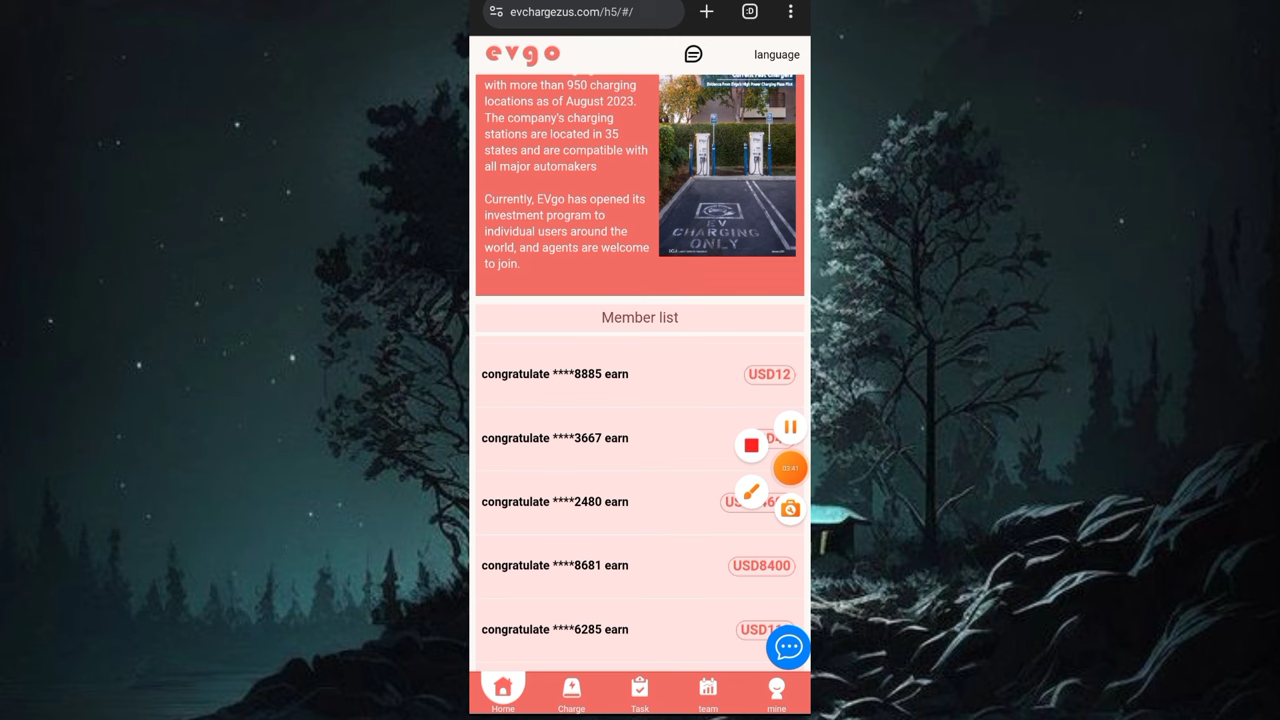 evchargezus.com/h5/#/
:D
evgo
language
with more than 950 charging
locations as of August 2023.
The company's charging
stations are located in 35
states and are compatible with
all major automakers
Currently, EVgo has opened its
investment program to
individual users around the
world, and agents are welcome
to join.
EV
CHARGING
ONLY
Member list
congratulate ****8885 earn
USD12
congratulate ****3667 earn
congratulate ****2480 earn
congratulate ****8681 earn
USD8400
congratulate ****6285 earn
03:41
Home
Charge
Task
team
mine